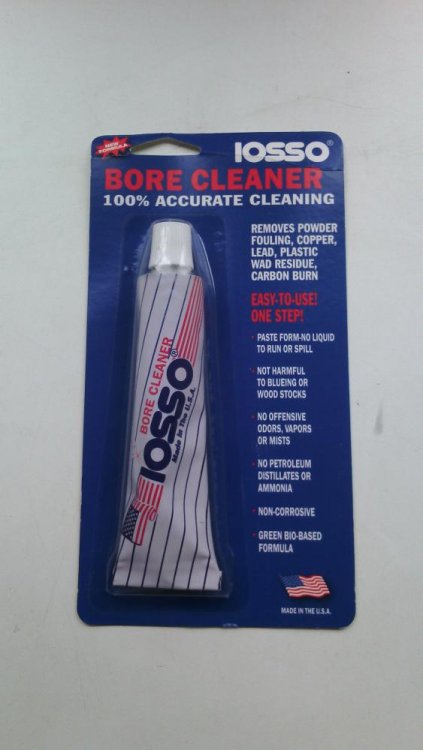 NEW
FORMULA
IOSSO®
BORE CLEANER
100% ACCURATE CLEANING
REMOVES POWDER
FOULING, COPPER,
LEAD, PLASTIC
WAD RESIDUE,
CARBON BURN
EASY-TO-USE!
ONE STEP!
• PASTE FORM-NO LIQUID
TO RUN OR SPILL
• NOT HARMFUL
TO BLUEING OR
WOOD STOCKS
• NO OFFENSIVE
ODORS, VAPORS
OR MISTS
• NO PETROLEUM
DISTILLATES OR
AMMONIA
• NON-CORROSIVE
• GREEN BIO-BASED
FORMULA
MADE IN THE U.S.A.
BORE CLEANER
IOSSO®
Made In The U.S.A.